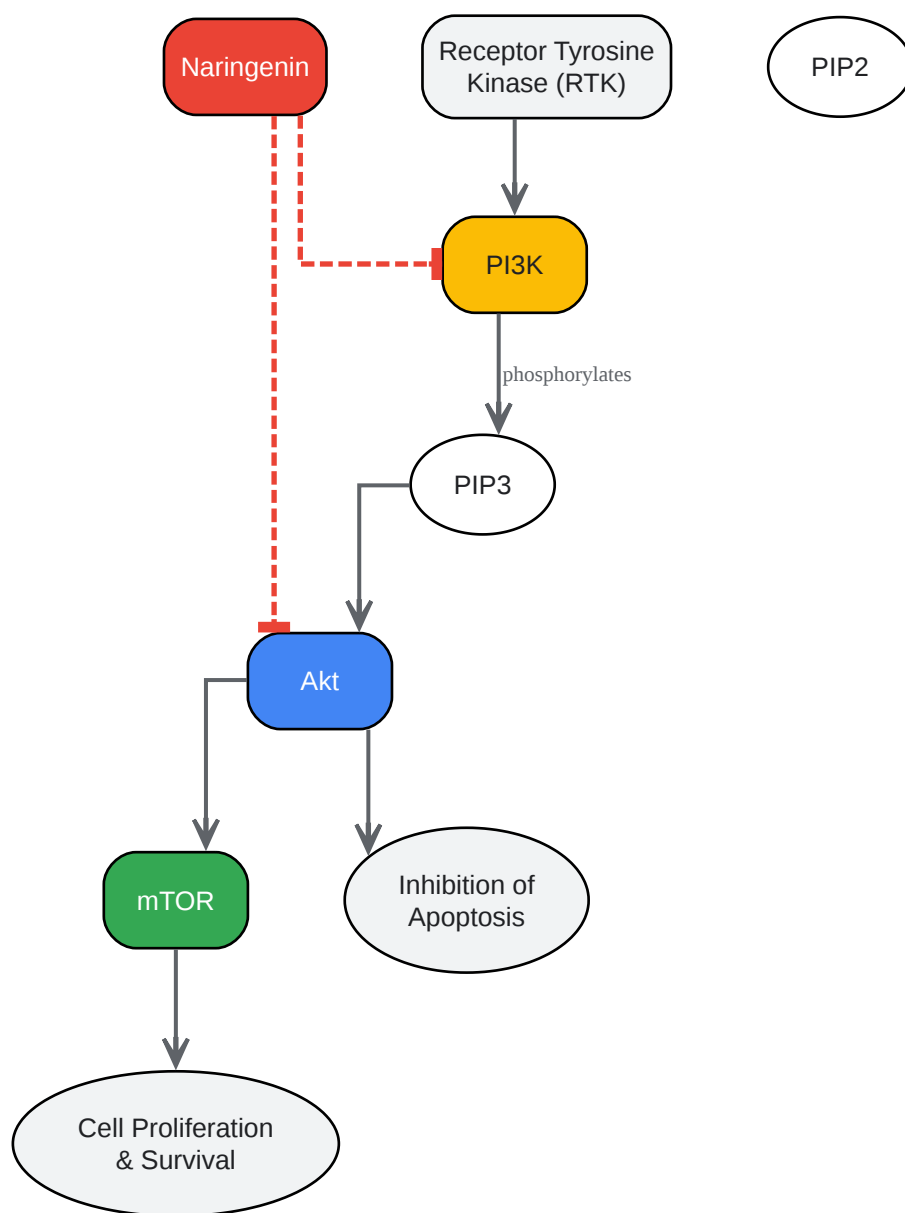 Naringenin
Receptor Tyrosine
Kinase (RTK)
PIP2
PI3K
phosphorylates
PIP3
Akt
mTOR
Inhibition of
Apoptosis
Cell Proliferation
& Survival